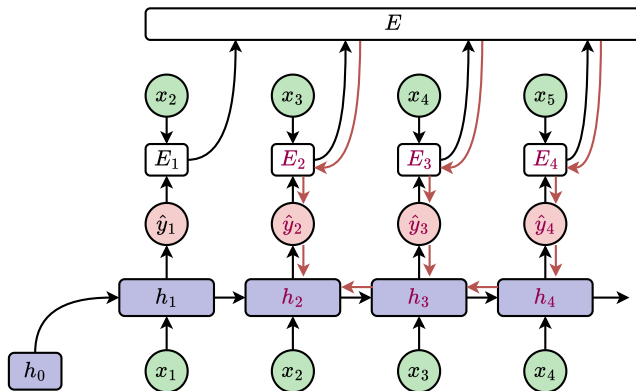 E
x₂ x₃ x₄ x₅
E₁ E₂ E₃ E₄
ŷ₁ ŷ₂ ŷ₃ ŷ₄
h₁ h₂ h₃ h₄
h₀ x₁ x₂ x₃ x₄